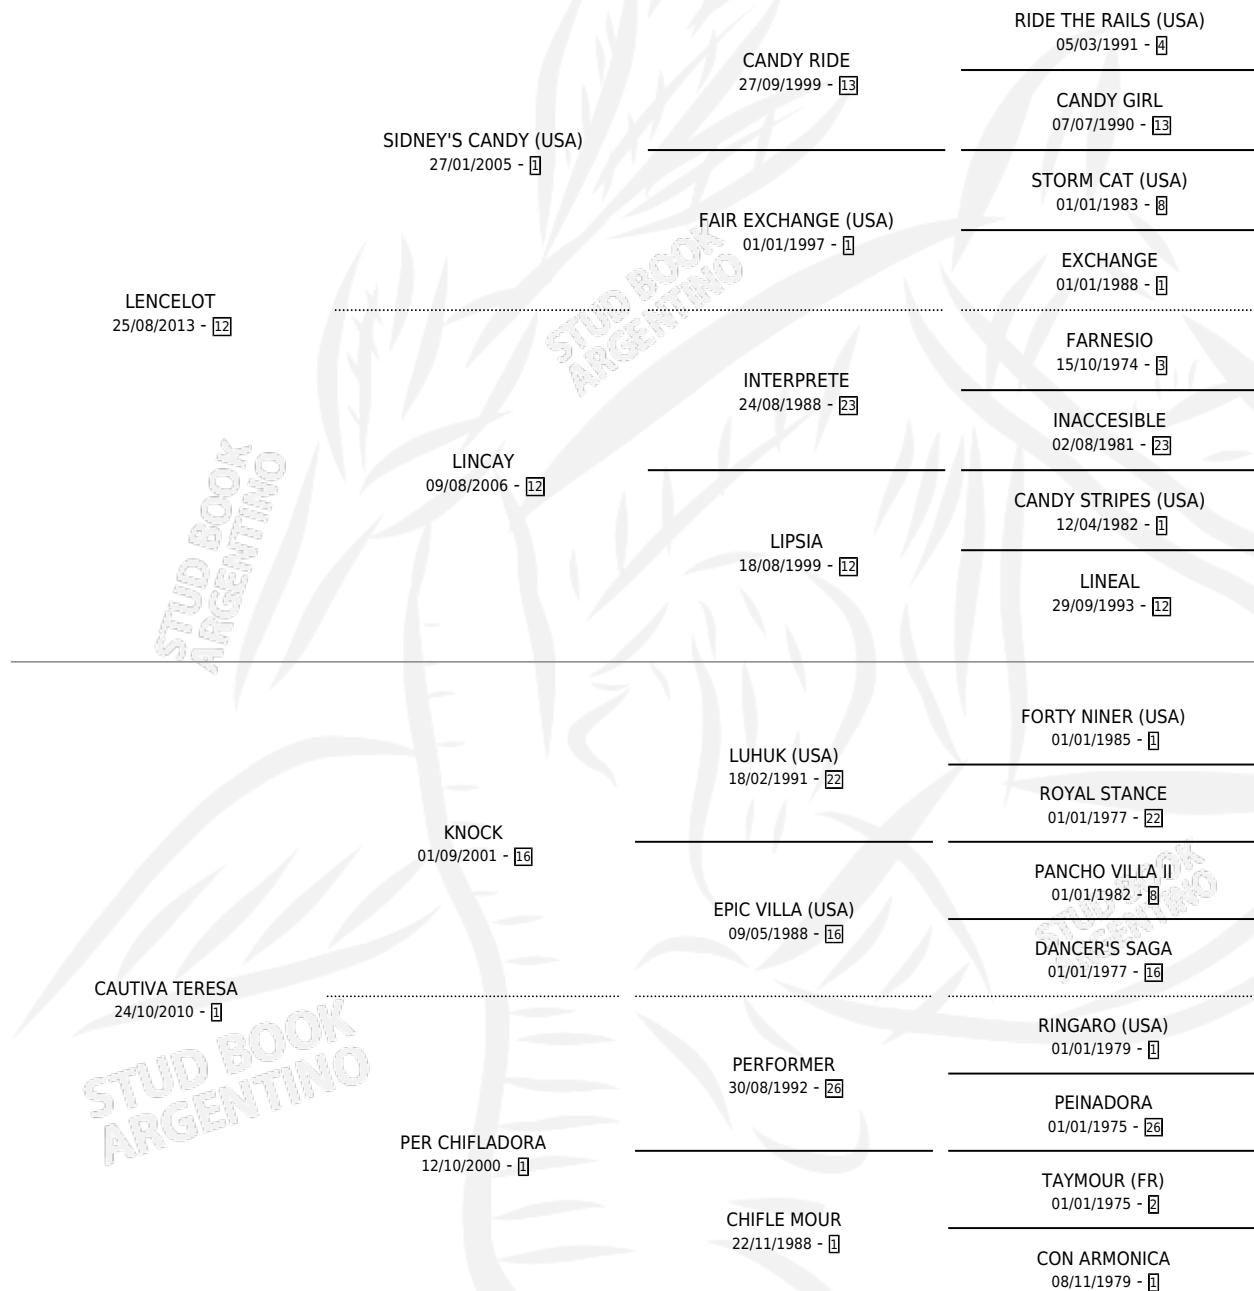 RIDE THE RAILS (USA)
05/03/1991 - 4
CANDY RIDE
27/09/1999 - 13
CANDY GIRL
07/07/1990 - 13
SIDNEY'S CANDY (USA)
27/01/2005 - 1
STORM CAT (USA)
01/01/1983 - 8
FAIR EXCHANGE (USA)
01/01/1997 - 1
EXCHANGE
01/01/1988 - 1
LENCELOT
25/08/2013 - 12
STUD BOOK
ARGENTINO
FARNESIO
15/10/1974 - 3
INTERPRETE
24/08/1988 - 23
INACCESIBLE
02/08/1981 - 23
LINCAY
09/08/2006 - 12
CANDY STRIPES (USA)
12/04/1982 - 1
LIPSIA
18/08/1999 - 12
LINEAL
29/09/1993 - 12
STUD BOOK
ARGENTINO
FORTY NINER (USA)
01/01/1985 - 1
LUHUK (USA)
18/02/1991 - 22
ROYAL STANCE
01/01/1977 - 22
KNOCK
01/09/2001 - 16
PANCHO VILLA II
01/01/1982 - 8
EPIC VILLA (USA)
09/05/1988 - 16
STUD BOOK
ARGENTINO
DANCER'S SAGA
01/01/1977 - 16
CAUTIVA TERESA
24/10/2010 - 1
STUD BOOK
ARGENTINO
RINGARO (USA)
01/01/1979 - 1
PERFORMER
30/08/1992 - 26
PEINADORA
01/01/1975 - 26
PER CHIFLADORA
12/10/2000 - 1
TAYMOUR (FR)
01/01/1975 - 2
CHIFLE MOUR
22/11/1988 - 1
CON ARMONICA
08/11/1979 - 1